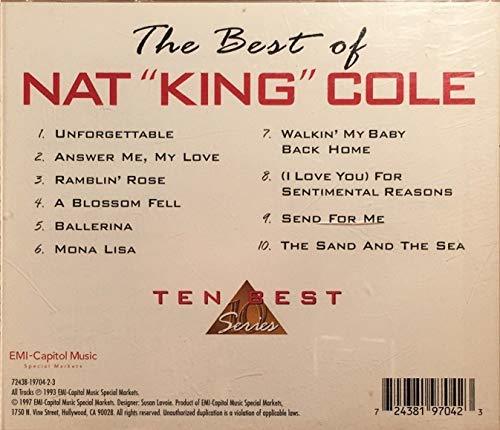 The Best of
NAT "KING" COLE
1. UNFORGETTABLE
2. ANSWER ME, MY LOVE
3. RAMBLIN' ROSE
4. A BLOSSOM FELL
5. BALLERINA
6. MONA LISA
7. WALKIN' MY BABY
BACK HOME
8. (I LOVE YOU) FOR
SENTIMENTAL REASONS
9. SEND FOR ME
10. THE SAND AND THE SEA
TEN BEST
10
Series
EMI-Capitol Music
Special Markets
72438-19704-2-3
All Tracks ℗ 1993 EMI-Capitol Music Special Markets.
© 1997 EMI-Capitol Music Special Markets. Designer: Susan Lavoie. Product of EMI-Capitol Music Special Markets,
1750 N. Vine Street, Hollywood, CA 90028. All Rights Reserved. Unauthorized duplication is a violation of applicable laws.
7 24381 97042 3